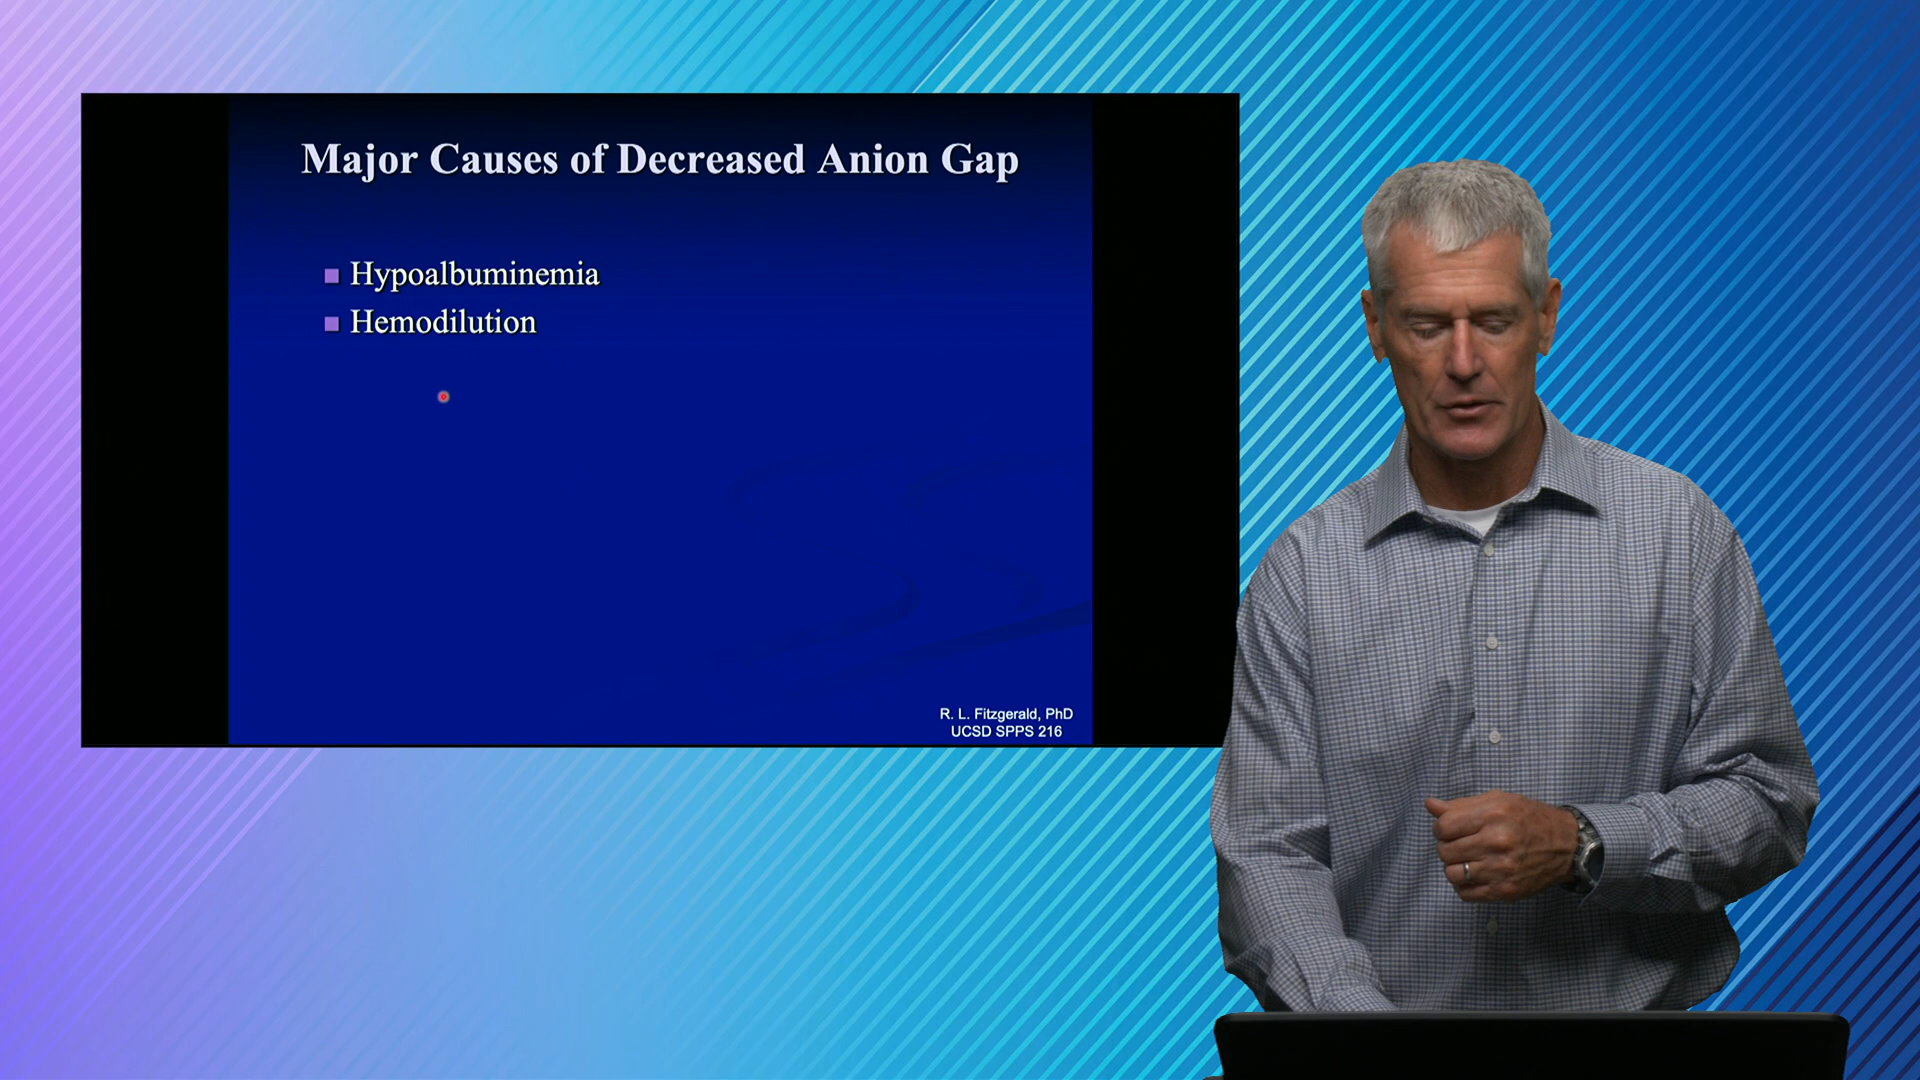 Major Causes of Decreased Anion Gap
Hypoalbuminemia
Hemodilution
R. L. Fitzgerald, PhD
UCSD SPPS 216